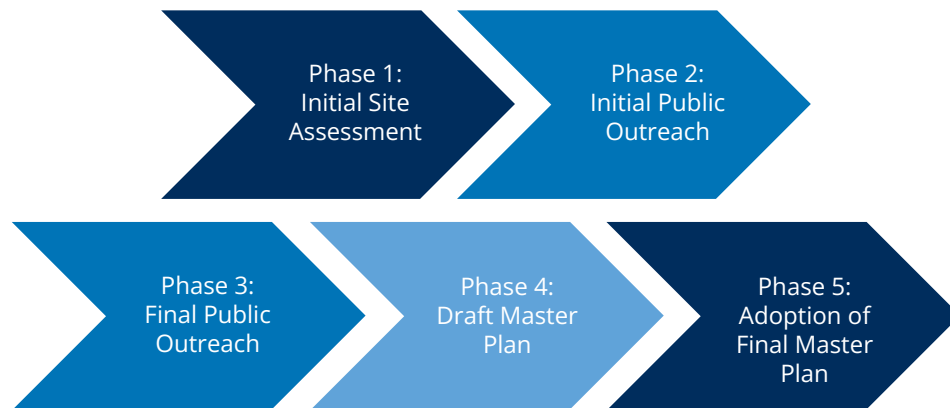 Phase 1:
Initial Site
Assessment
Phase 2:
Initial Public
Outreach
Phase 3:
Final Public
Outreach
Phase 4:
Draft Master
Plan
Phase 5:
Adoption of
Final Master
Plan